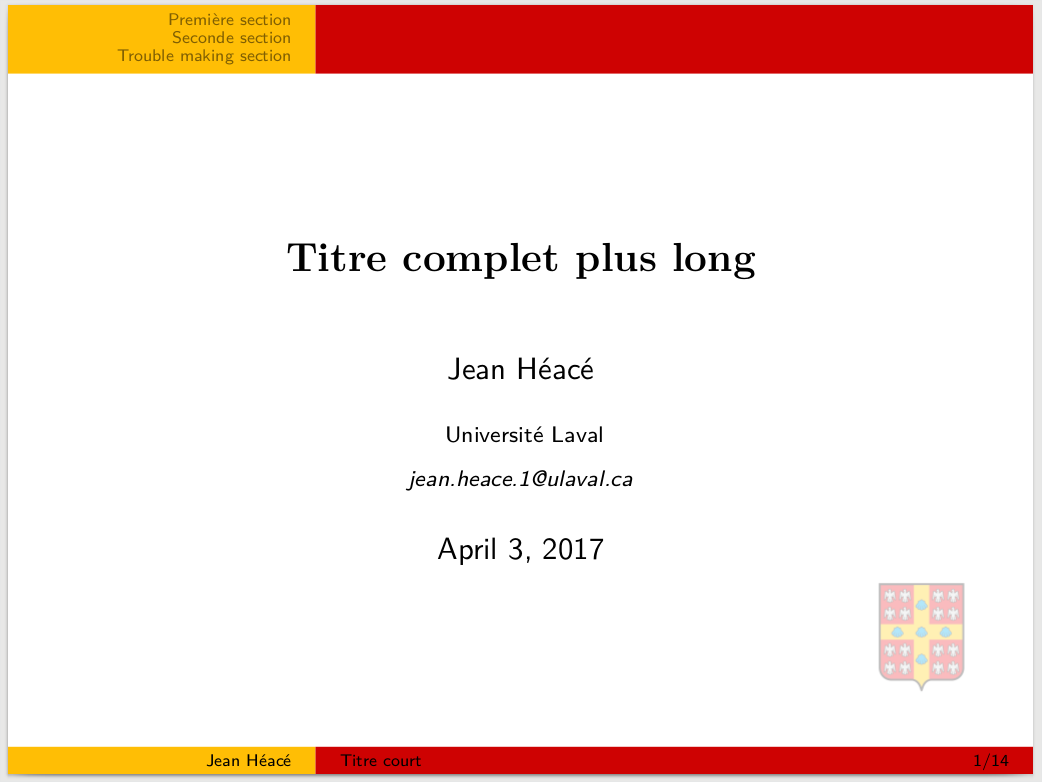 Première section
Seconde section
Trouble making section
Titre complet plus long
Jean Héacé
Université Laval
jean.heace.1@ulaval.ca
April 3, 2017
Jean Héacé Titre court 1/14